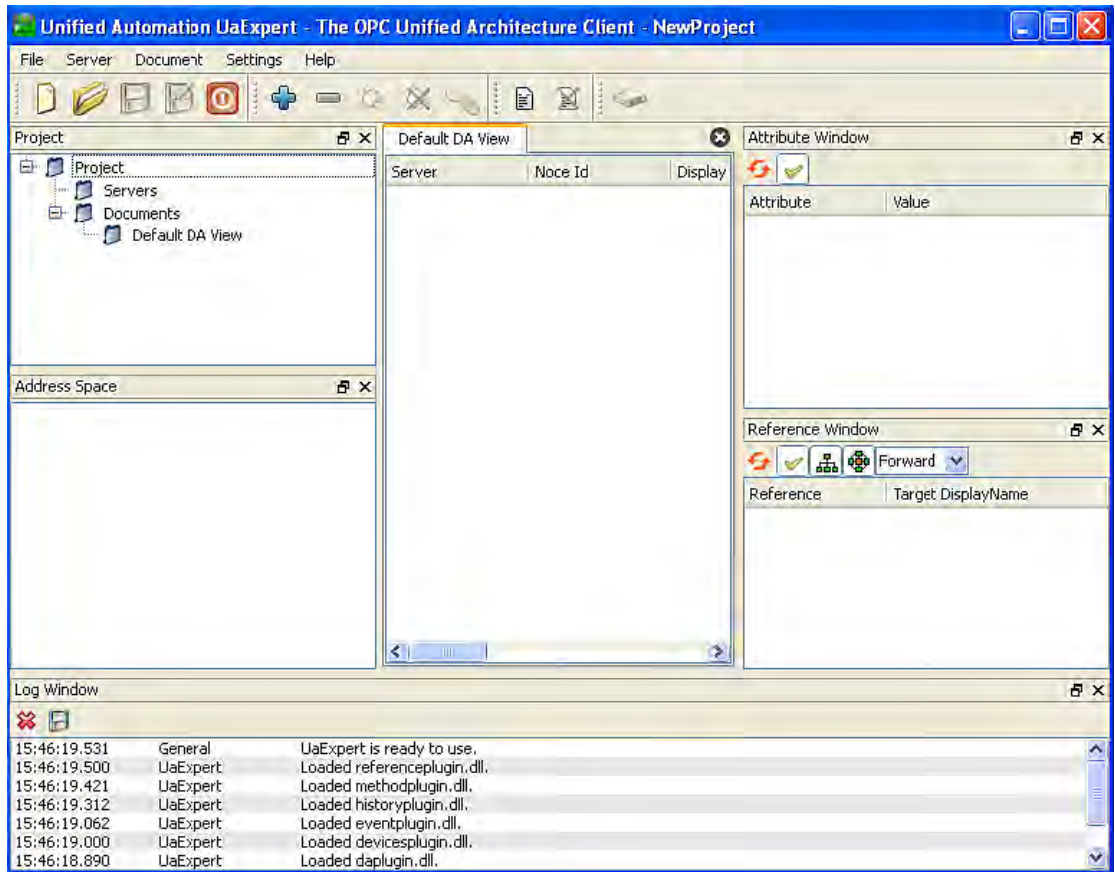 Unified Automation UaExpert - The OPC Unified Architecture Client - NewProject
File Server Document Settings Help
Project
Project
Servers
Documents
Default DA View
Address Space
Default DA View
Server Noce Id Display
Attribute Window
Attribute Value
Reference Window
Forward
Reference Target DisplayName
Log Window
15:46:19.531 General UaExpert is ready to use.
15:46:19.500 UaExpert Loaded referenceplugin.dll.
15:46:19.421 UaExpert Loaded methodplugin.dll.
15:46:19.312 UaExpert Loaded historyplugin.dll.
15:46:19.062 UaExpert Loaded eventplugin.dll.
15:46:19.000 UaExpert Loaded devicesplugin.dll.
15:46:18.890 UaExpert Loaded daplugin.dll.